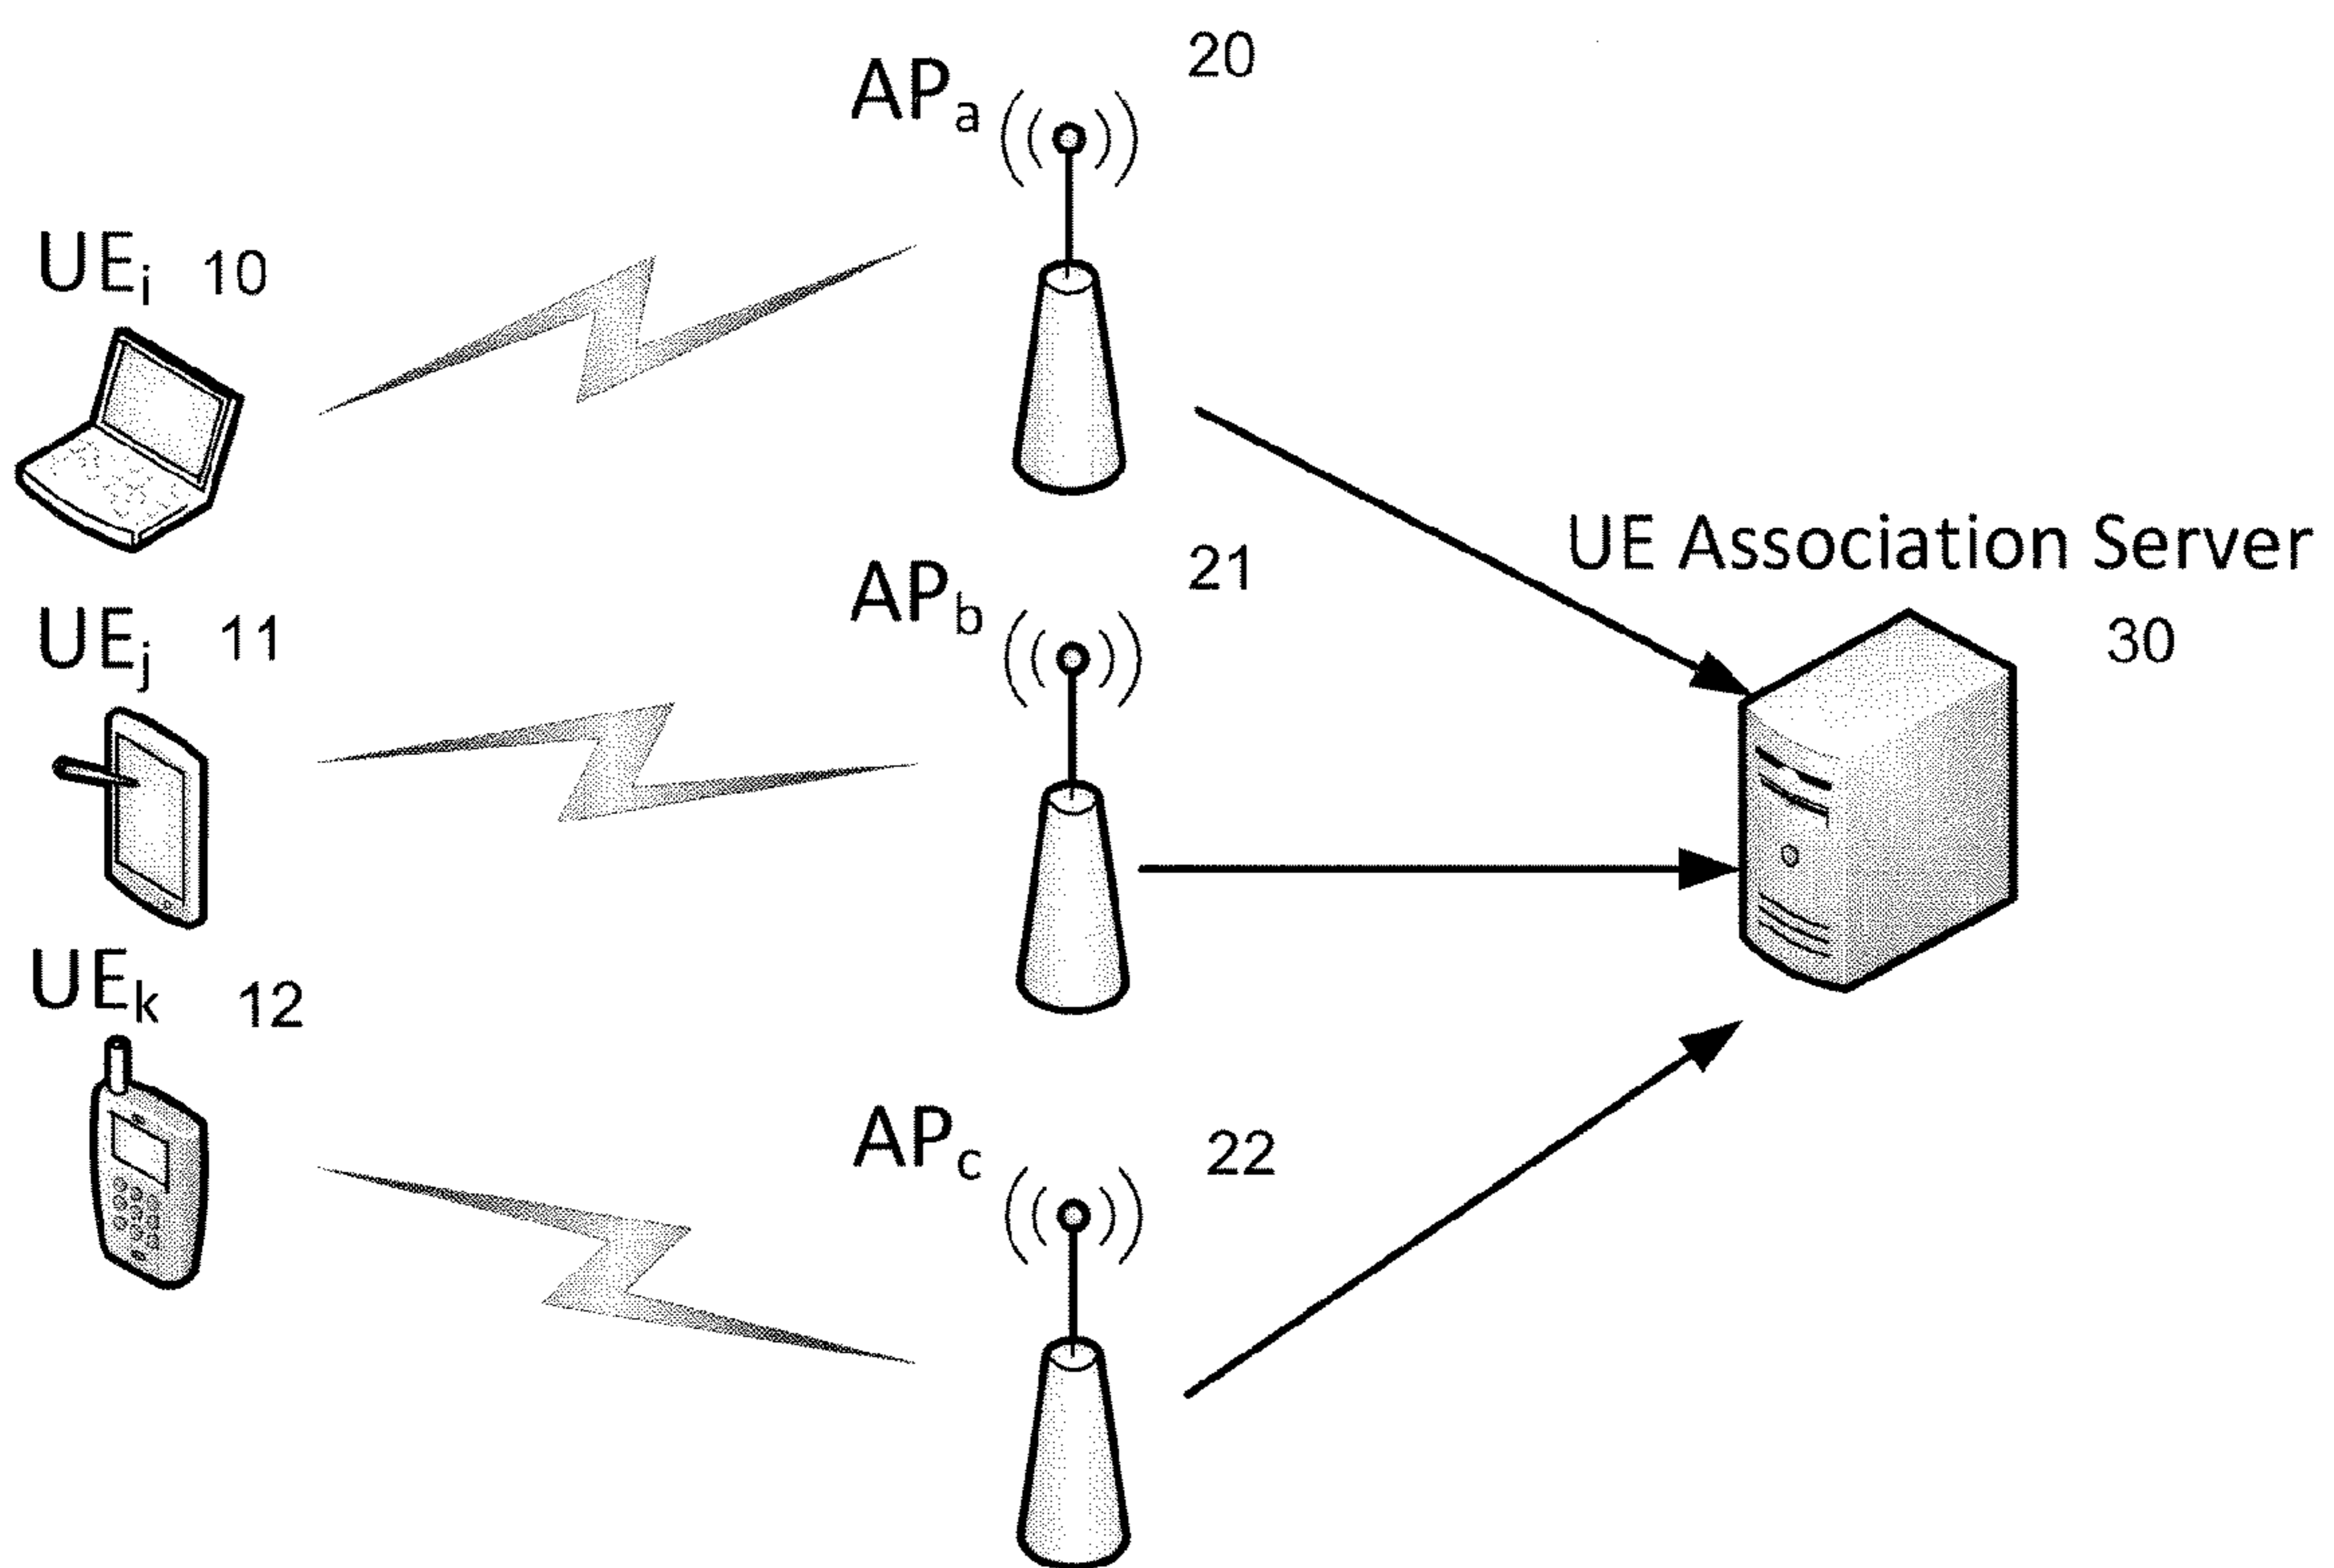 APa 20
UEi 10
UE Association Server
30
APb 21
UEj 11
UEk 12
APc 22